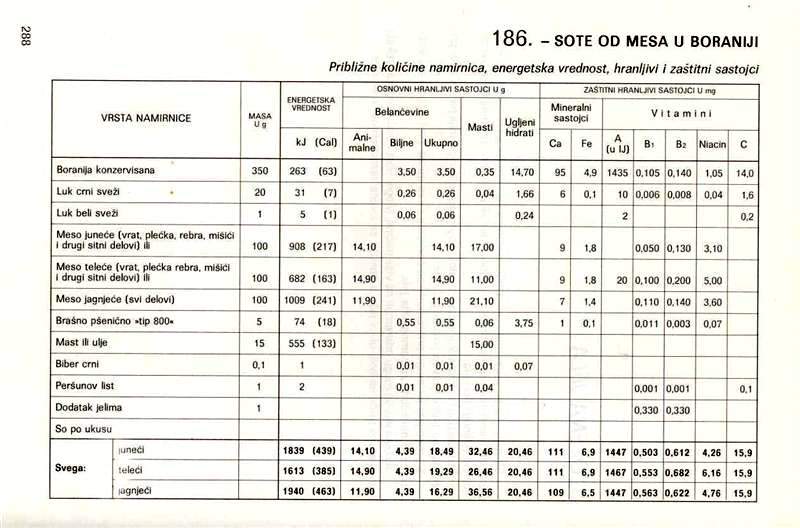 288
186. – SOTE OD MESA U BORANIJI
Približne količine namirnica, energetska vrednost, hranljivi i zaštitni sastojci
VRSTA NAMIRNICE MASA U g ENERGETSKA VREDNOST OSNOVNI HRANLJIVI SASTOJCI U g ZAŠTITNI HRANLJIVI SASTOJCI U mg
Belančevine Masti Ugljeni hidrati Mineralni sastojci Vitamini
kJ (Cal) Ani-malne Biljne Ukupno Ca Fe A (u IJ) B1 B2 Niacin C
Boranija konzervisana 350 263 (63) 3,50 3,50 0,35 14,70 95 4,9 1435 0,105 0,140 1,05 14,0
Luk crni sveži 20 31 (7) 0,26 0,26 0,04 1,66 6 0,1 10 0,006 0,008 0,04 1,6
Luk beli sveži 1 5 (1) 0,06 0,06 0,24 2 0,2
Meso juneće (vrat, plećka, rebra, mišići
i drugi sitni delovi) ili 100 908 (217) 14,10 14,10 17,00 9 1,8 0,050 0,130 3,10
Meso teleće (vrat, plećka rebra, mišići
i drugi sitni delovi) ili 100 682 (163) 14,90 14,90 11,00 9 1,8 20 0,100 0,200 5,00
Meso jagnjeće (svi delovi) 100 1009 (241) 11,90 11,90 21,10 7 1,4 0,110 0,140 3,60
Brašno pšenično »tip 800« 5 74 (18) 0,55 0,55 0,06 3,75 1 0,1 0,011 0,003 0,07
Mast ili ulje 15 555 (133) 15,00
Biber crni 0,1 1 0,01 0,01 0,01 0,07
Peršunov list 1 2 0,01 0,01 0,04 0,001 0,001 0,1
Dodatak jelima 1 0,330 0,330
So po ukusu
juneći 1839 (439) 14,10 4,39 18,49 32,46 20,46 111 6,9 1447 0,503 0,612 4,26 15,9
Svega: teleći 1613 (385) 14,90 4,39 19,29 26,46 20,46 111 6,9 1467 0,553 0,682 6,16 15,9
jagnjeći 1940 (463) 11,90 4,39 16,29 36,56 20,46 109 6,5 1447 0,563 0,622 4,76 15,9